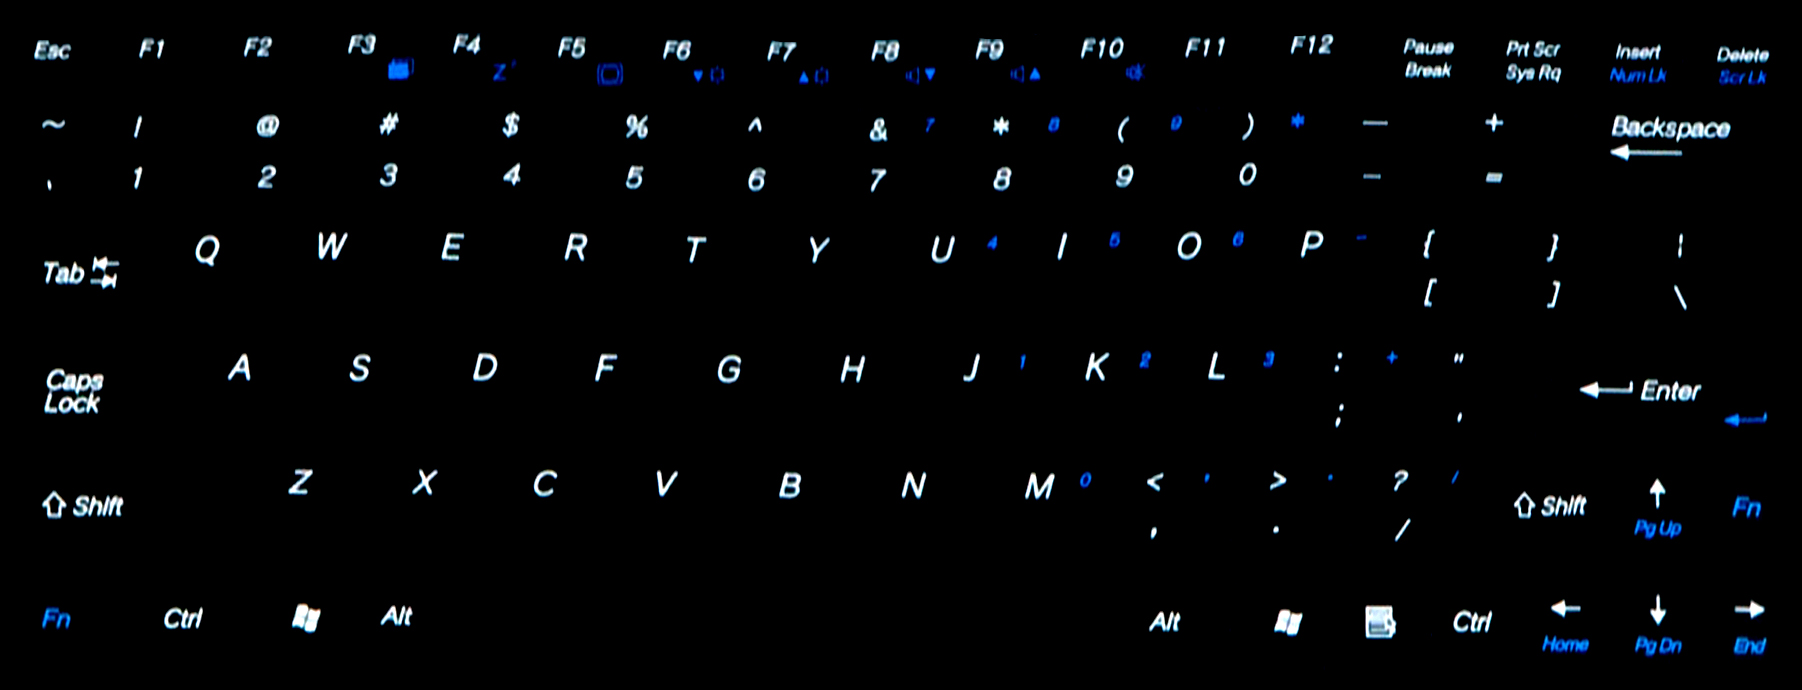 Esc F1 F2 F3 F4 F5 F6 F7 F8 F9 F10 F11 F12 Pause Prt Scr Insert Delete
Z Break Sys Rq Num Lk Scr Lk
~ ! @ # $ % ^ & 7 * 8 ( 9 ) * — + Backspace
, 1 2 3 4 5 6 7 8 9 0 - =
Q W E R T Y U 4 I 5 O 6 P - { } |
Tab [ ] \
A S D F G H J 1 K 2 L 3 : + "
Caps Enter
Lock ; '
Z X C V B N M 0 < , > . ? /
Shift Shift Fn
, . / Pg Up
Fn Ctrl Alt Alt Ctrl
Home Pg Dn End